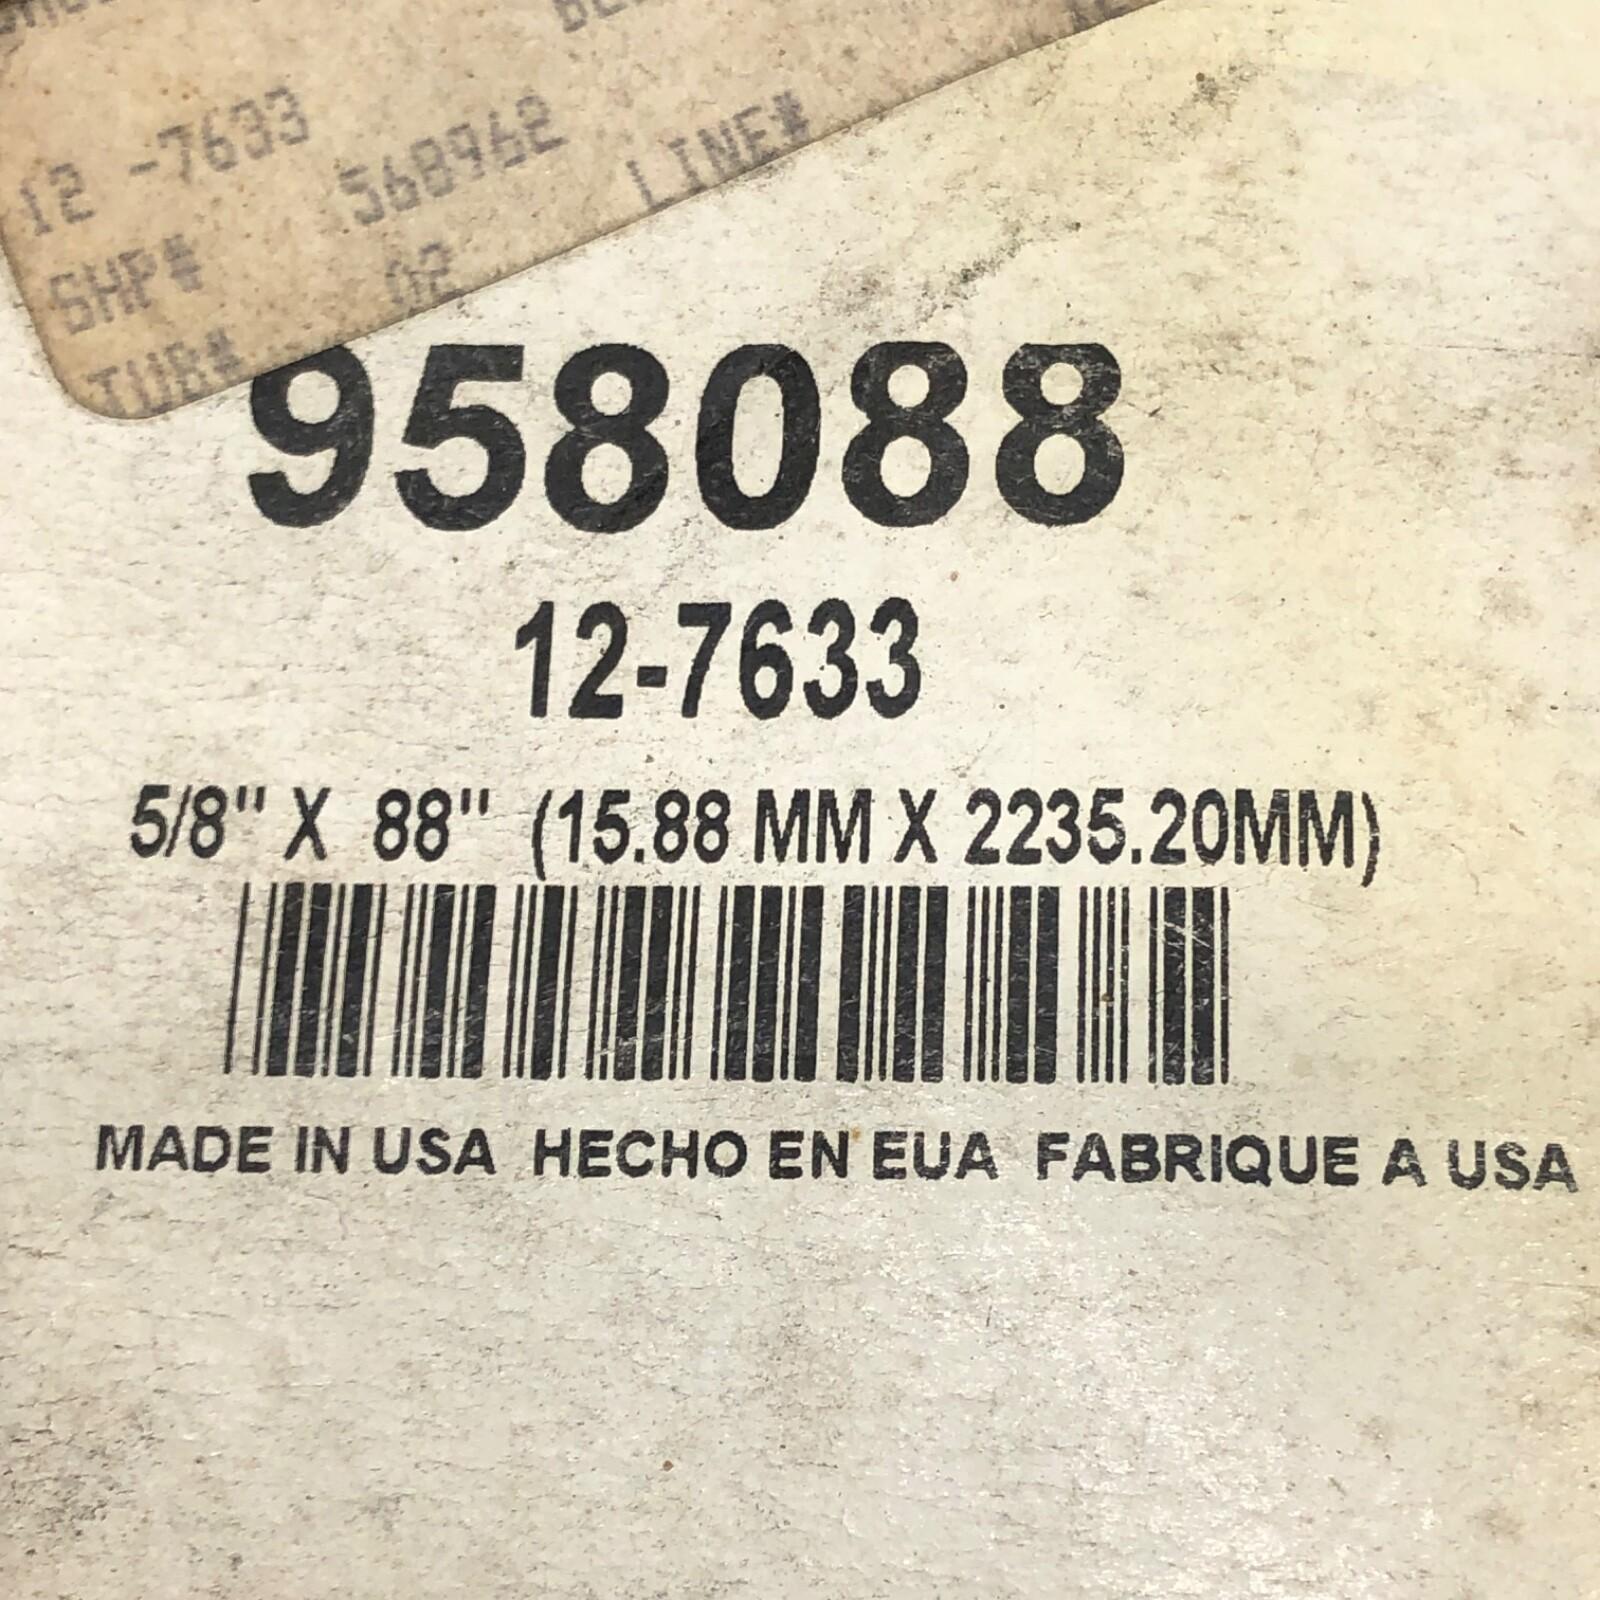 12 -7633
SHP# 568962 LINE#
TUB# 02
958088
12-7633
5/8" X 88" (15.88 MM X 2235.20MM)
MADE IN USA HECHO EN EUA FABRIQUE A USA